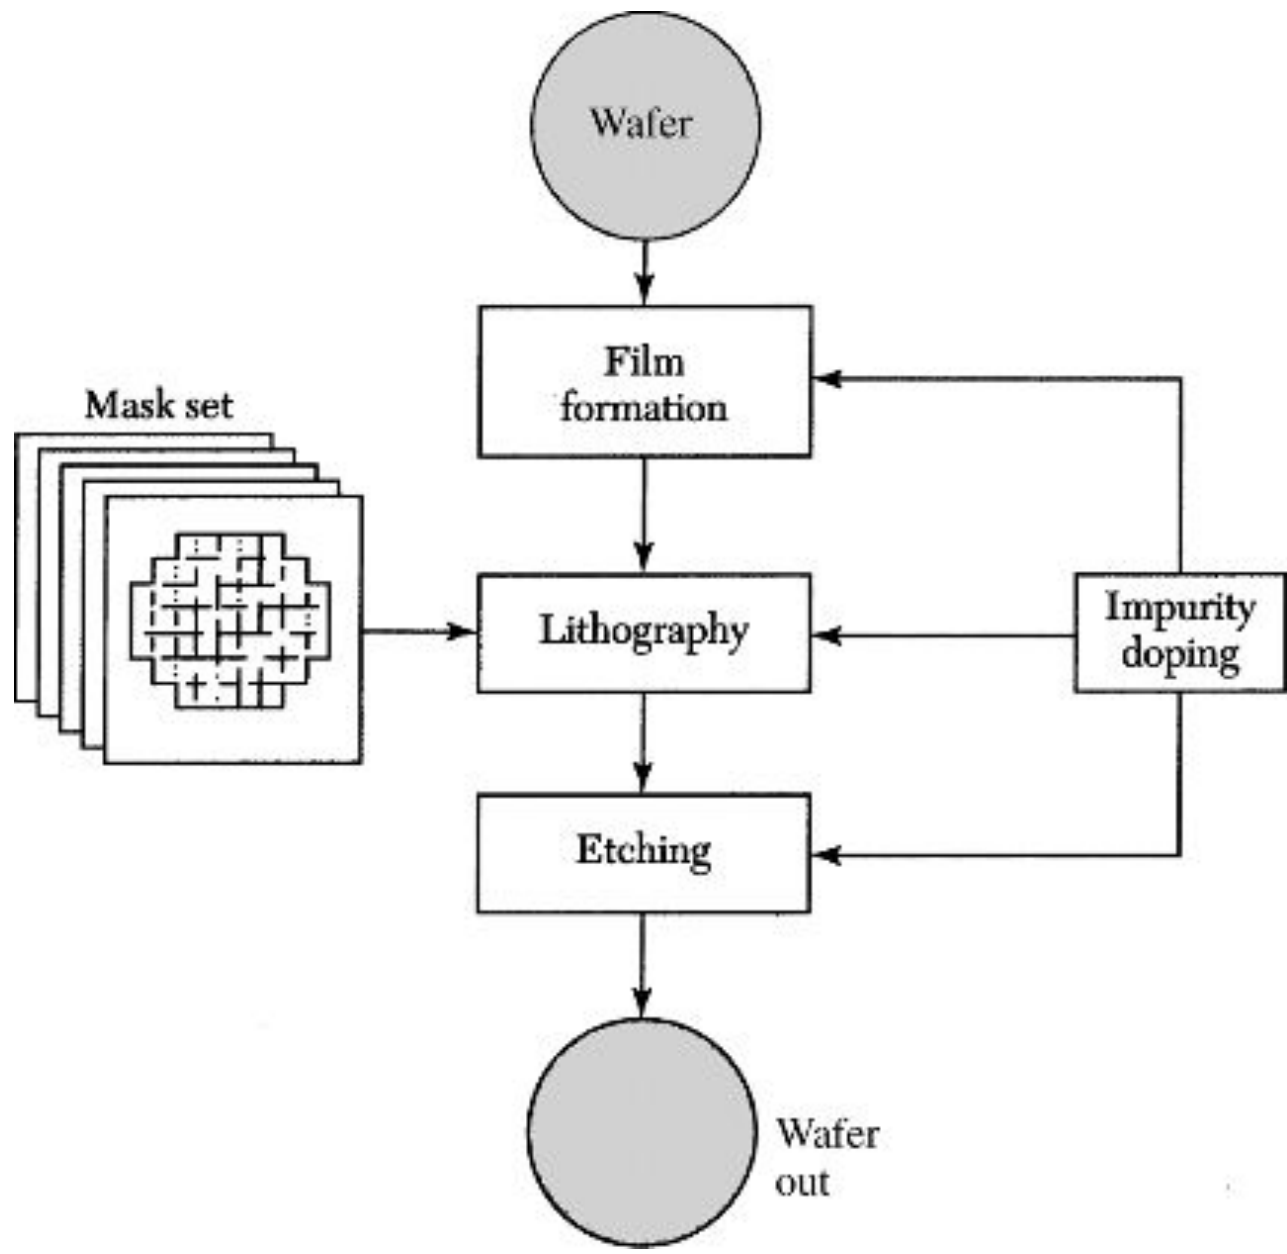 Wafer
Film
formation
Mask set
Lithography
Impurity
doping
Etching
Wafer
out